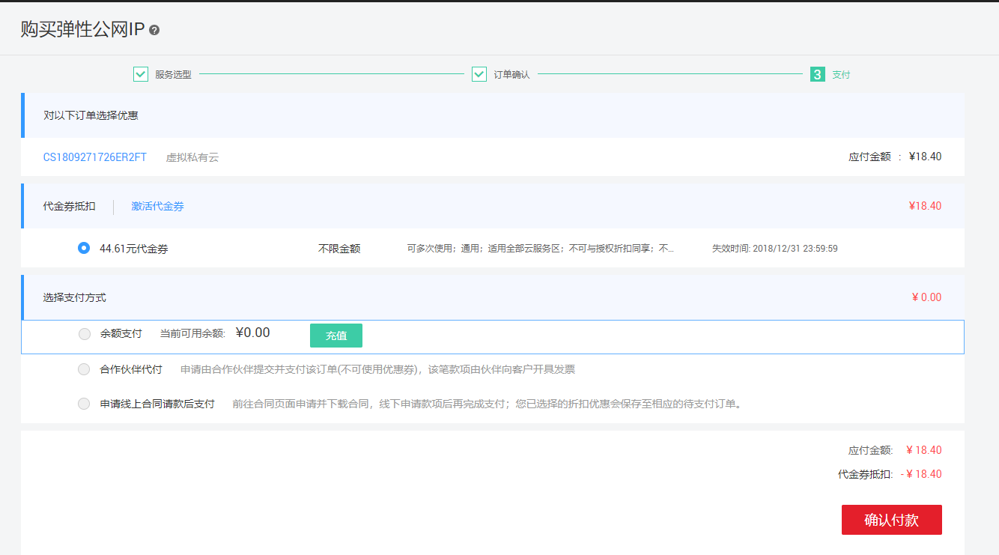 购买弹性公网IP ?
服务选型 订单确认 3 支付
对以下订单选择优惠
CS1809271726ER2FT 虚拟私有云 应付金额 : ¥18.40
代金券抵扣 激活代金券 ¥18.40
44.61元代金券 不限金额 可多次使用；通用；适用全部云服务区；不可与授权折扣同享；不... 失效时间: 2018/12/31 23:59:59
选择支付方式 ¥ 0.00
余额支付 当前可用余额: ¥0.00 充值
合作伙伴代付 申请由合作伙伴提交并支付该订单(不可使用优惠券)，该笔款项由伙伴向客户开具发票
申请线上合同请款后支付 前往合同页面申请并下载合同，线下申请款项后再完成支付；您已选择的折扣优惠会保存至相应的待支付订单。
应付金额: ¥ 18.40
代金券抵扣: - ¥ 18.40
确认付款